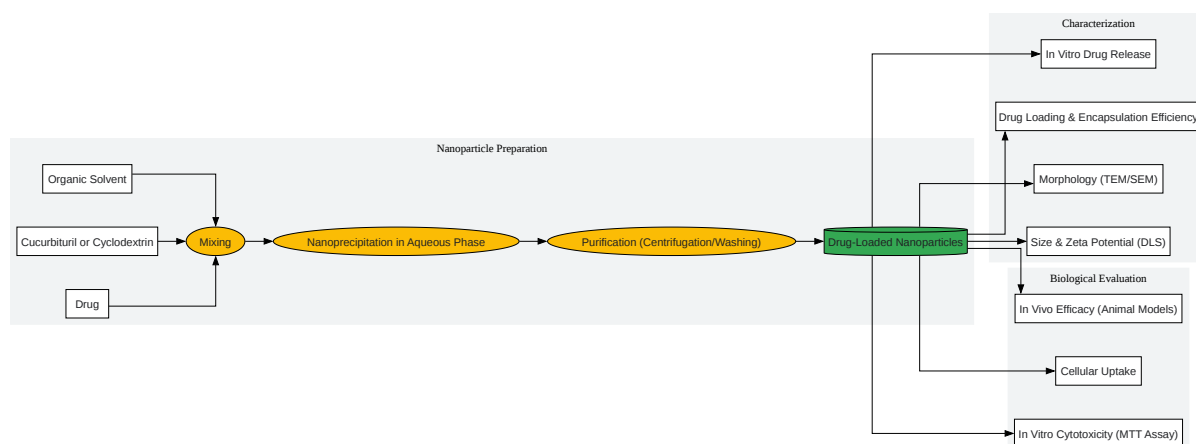 Characterization
In Vitro Drug Release
Drug Loading & Encapsulation Efficiency
Nanoparticle Preparation
Organic Solvent
Morphology (TEM/SEM)
Cucurbituril or Cyclodextrin
Mixing
Nanoprecipitation in Aqueous Phase
Purification (Centrifugation/Washing)
Drug-Loaded Nanoparticles
Size & Zeta Potential (DLS)
Biological Evaluation
Drug
In Vivo Efficacy (Animal Models)
Cellular Uptake
In Vitro Cytotoxicity (MTT Assay)